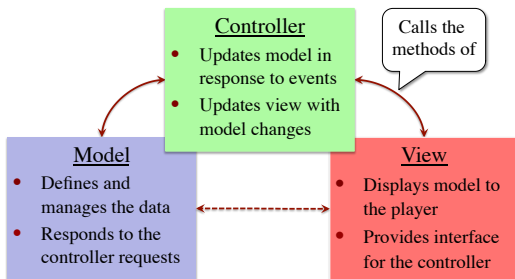 Controller
• Updates model in
response to events
• Updates view with
model changes
Calls the
methods of
Model
• Defines and
manages the data
• Responds to the
controller requests
View
• Displays model to
the player
• Provides interface
for the controller